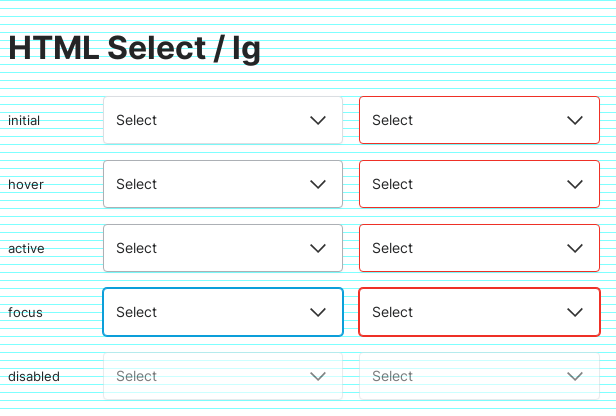 HTML Select / lg
initial Select Select
hover Select Select
active Select Select
focus Select Select
disabled Select Select